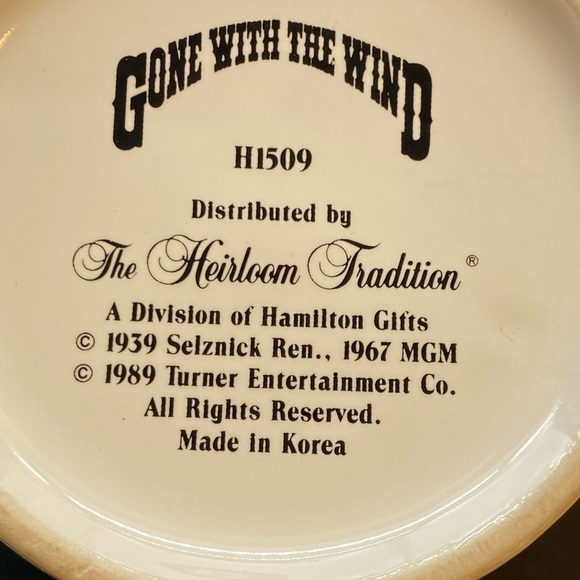 GONE WITH THE WIND
H1509
Distributed by
The Heirloom Tradition®
A Division of Hamilton Gifts
© 1939 Selznick Ren., 1967 MGM
© 1989 Turner Entertainment Co.
All Rights Reserved.
Made in Korea